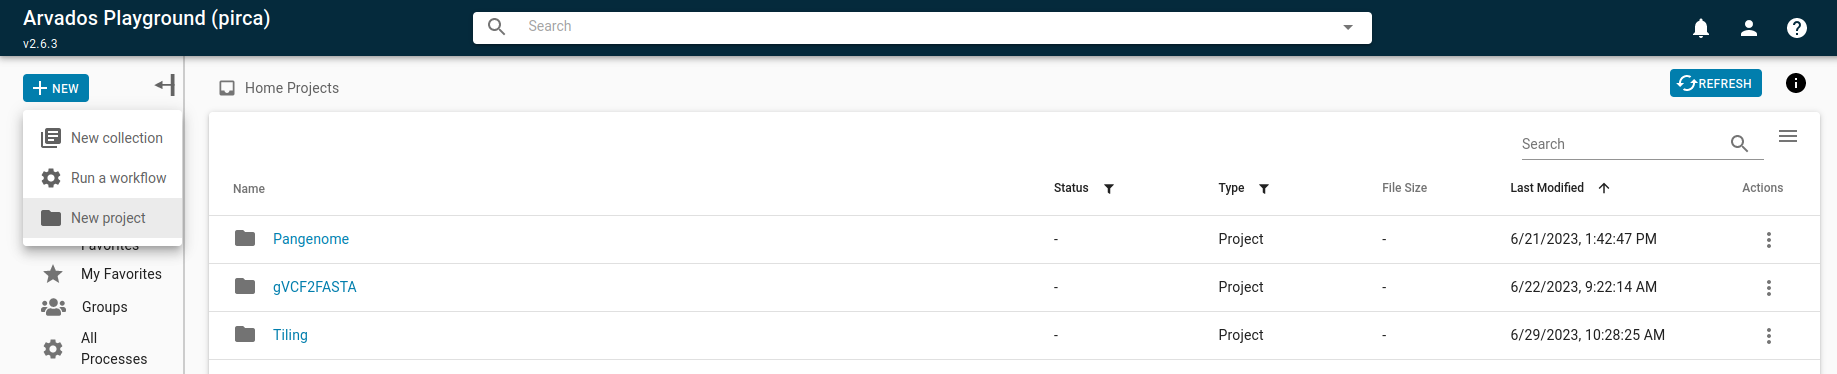 Arvados Playground (pirca)
v2.6.3
Search
NEW
Home Projects
REFRESH
New collection
Run a workflow
New project
Favorites
My Favorites
Groups
All
Processes
Search
Name Status Type File Size Last Modified Actions
Pangenome - Project - 6/21/2023, 1:42:47 PM
gVCF2FASTA - Project - 6/22/2023, 9:22:14 AM
Tiling - Project - 6/29/2023, 10:28:25 AM